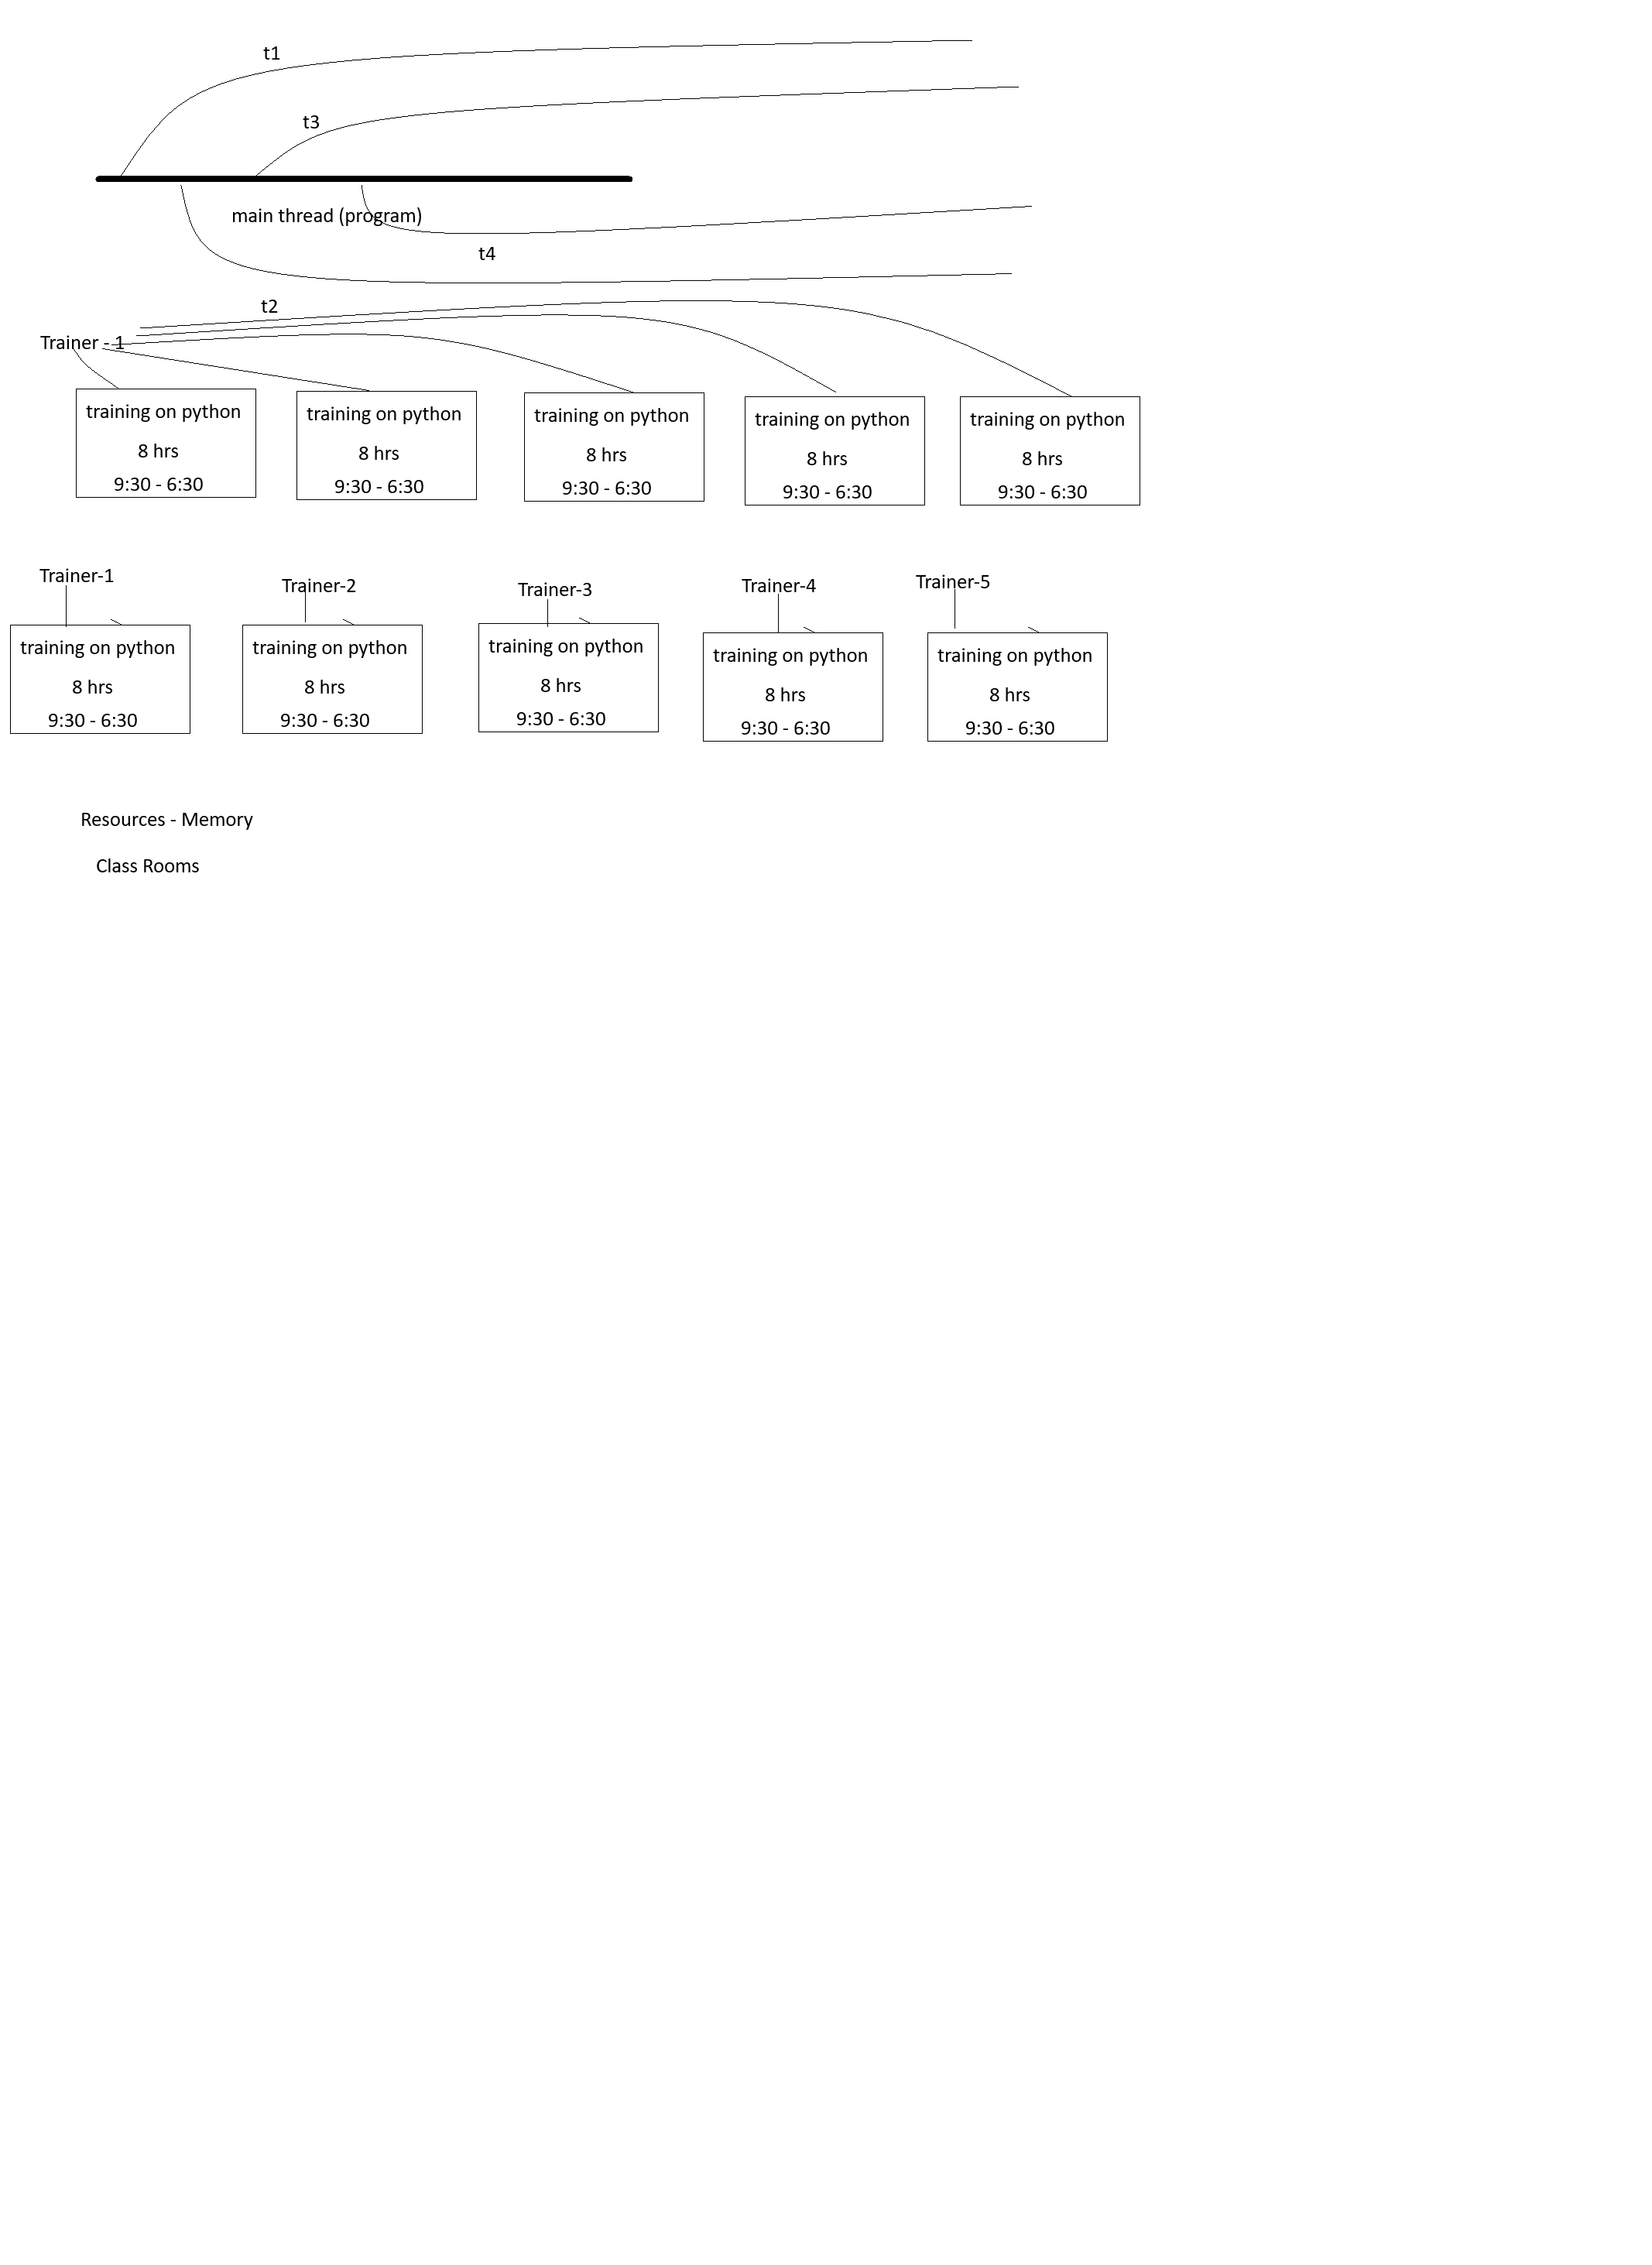 t1
t3
main thread (program)
t4
t2
Trainer - 1
training on python
8 hrs
9:30 - 6:30
training on python
8 hrs
9:30 - 6:30
training on python
8 hrs
9:30 - 6:30
training on python
8 hrs
9:30 - 6:30
training on python
8 hrs
9:30 - 6:30
Trainer-1
training on python
8 hrs
9:30 - 6:30
Trainer-2
training on python
8 hrs
9:30 - 6:30
Trainer-3
training on python
8 hrs
9:30 - 6:30
Trainer-4
training on python
8 hrs
9:30 - 6:30
Trainer-5
training on python
8 hrs
9:30 - 6:30
Resources - Memory
Class Rooms